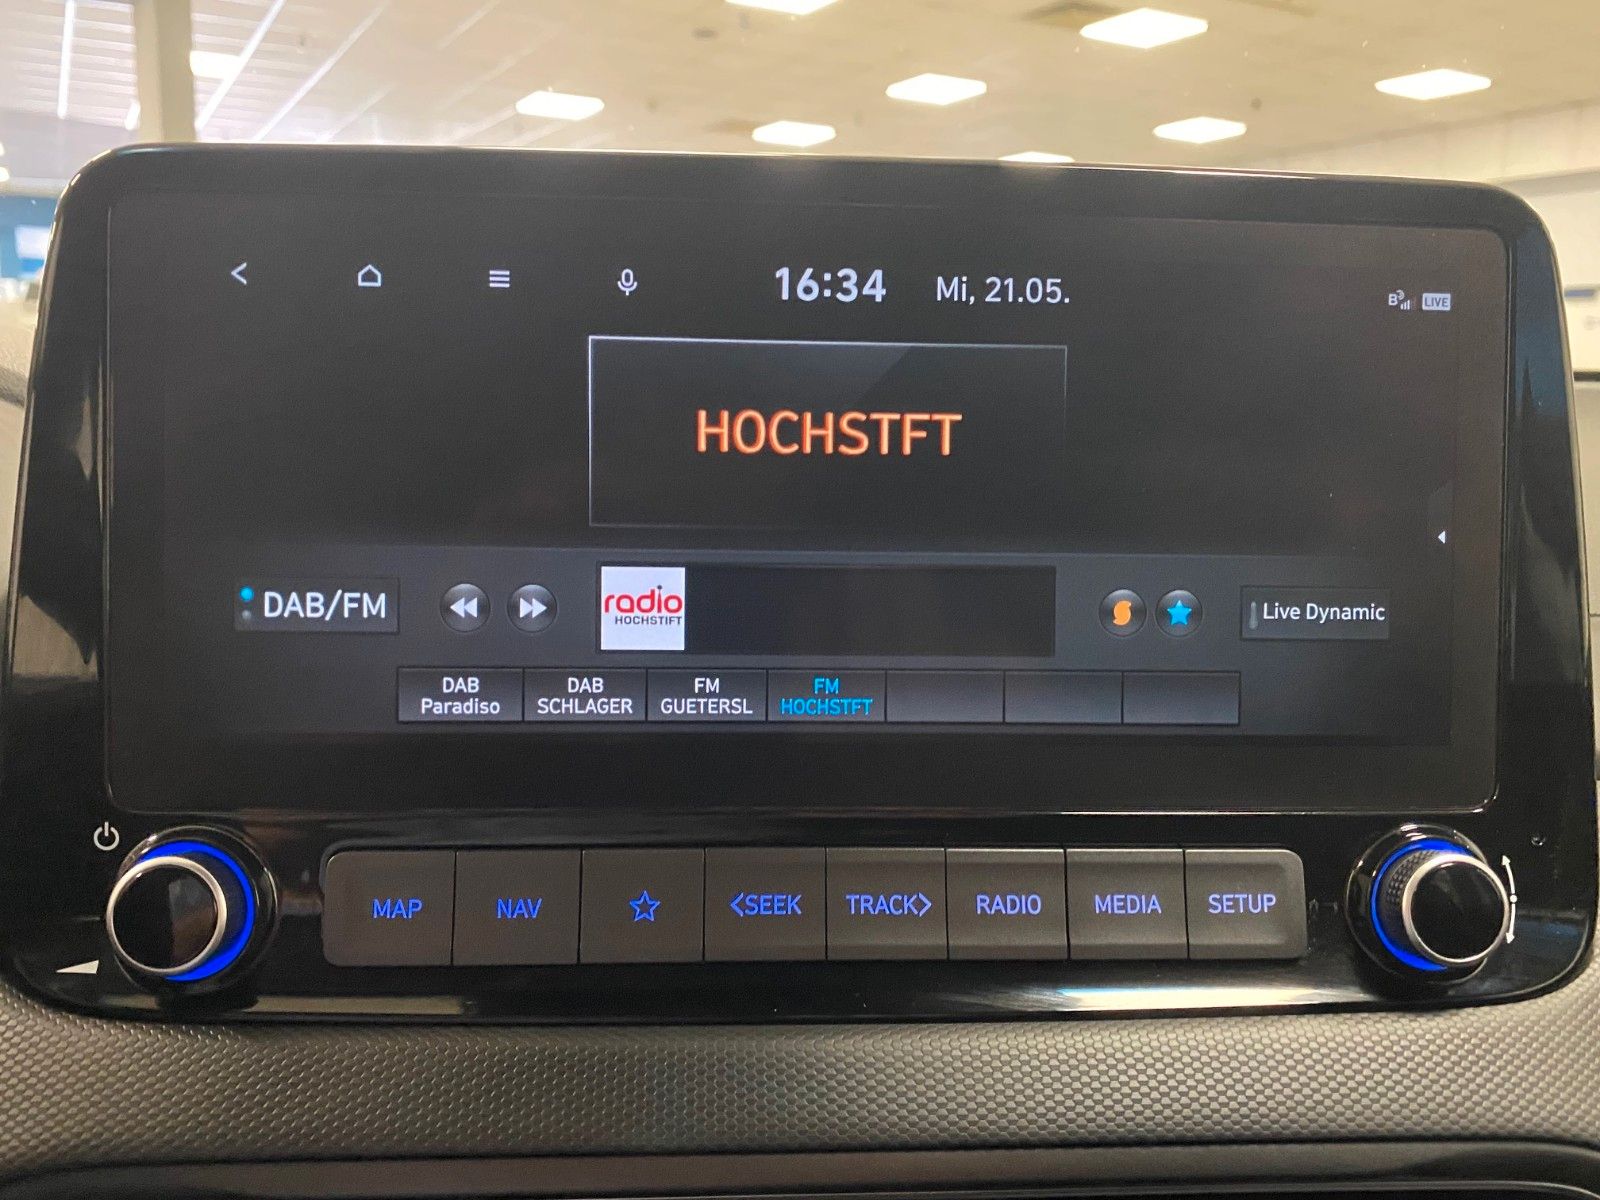 16:34 Mi, 21.05.
B LIVE
HOCHSTFT
DAB/FM
radio
HOCHSTIFT
Live Dynamic
DAB
Paradiso
DAB
SCHLAGER
FM
GUETERSL
FM
HOCHSTFT
MAP
NAV
<SEEK
TRACK>
RADIO
MEDIA
SETUP